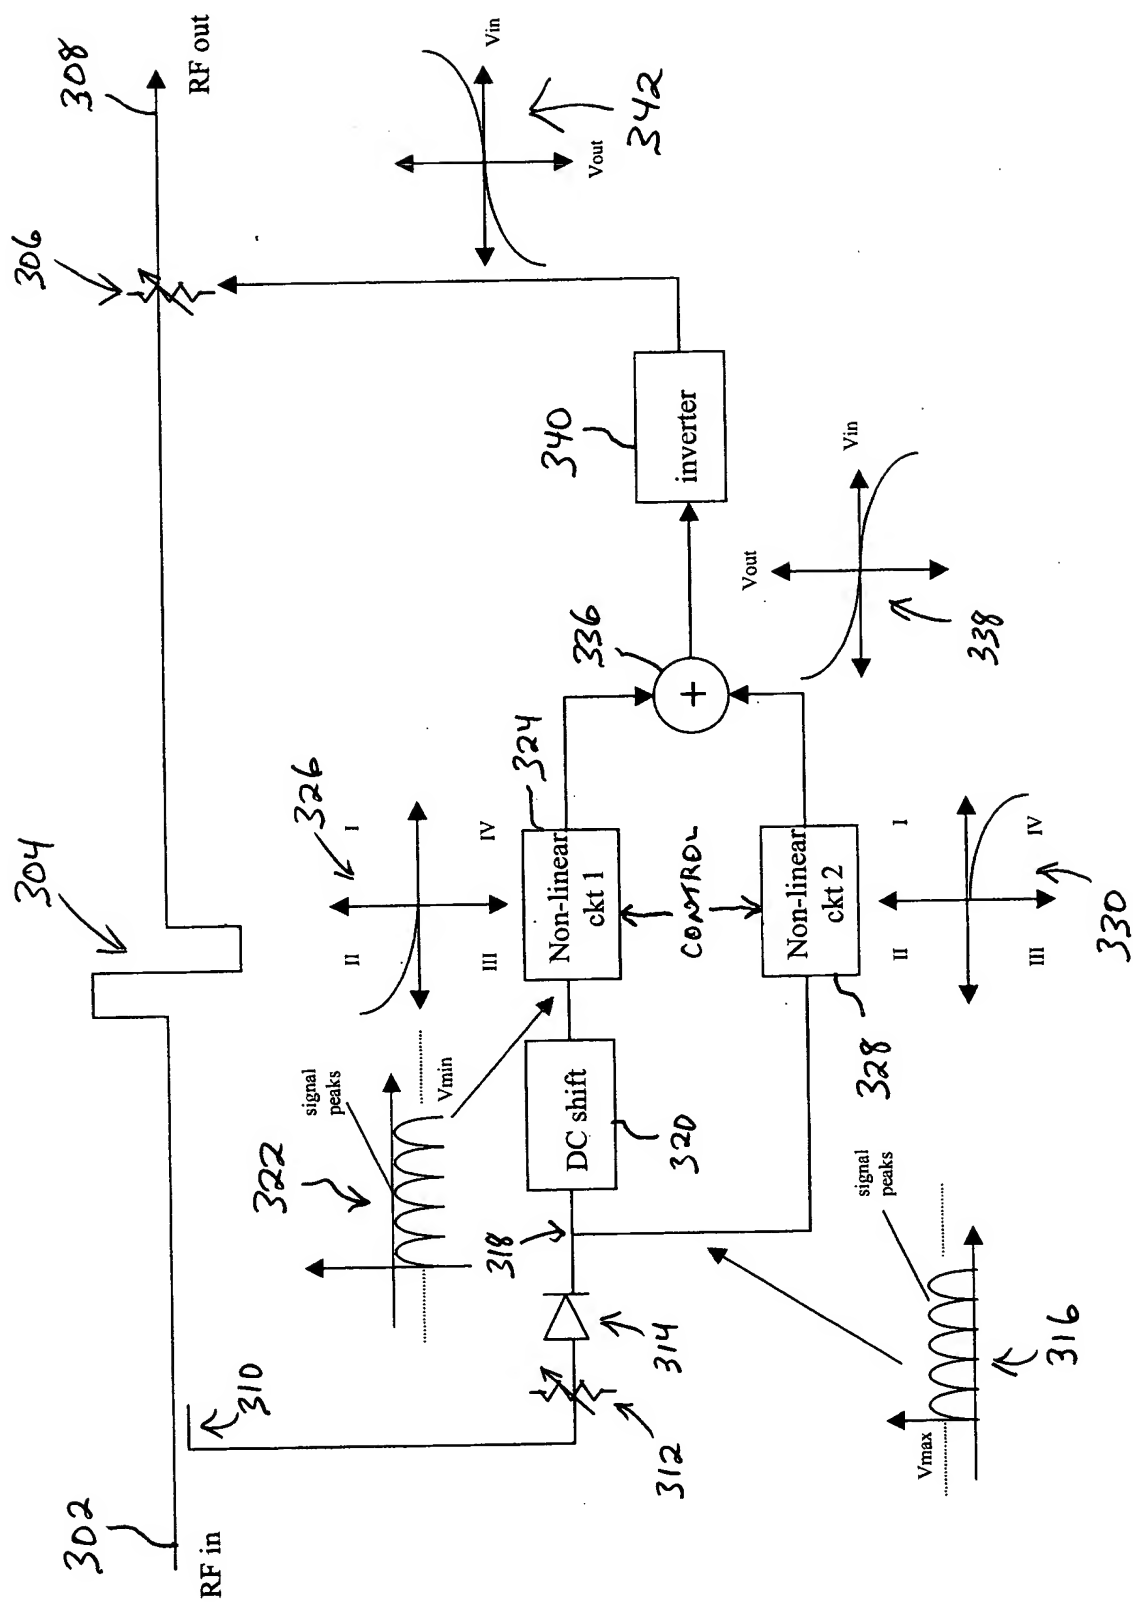 302
RF in
304
306
308
RF out
310
312
314
316
Vmax
signal
peaks
318
320
DC shift
322
signal
peaks
Vmin
324
Non-linear
ckt 1
326
I
II
III
IV
CONTROL
328
Non-linear
ckt 2
330
I
II
III
IV
336
+
338
Vout
Vin
340
inverter
342
Vout
Vin